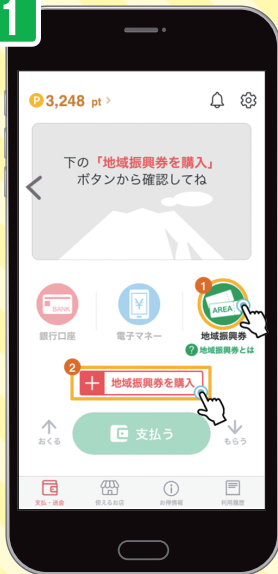 1
P 3,248 pt >
下の「地域振興券を購入」
ボタンから確認してね
1
BANK
¥
AREA
銀行口座
電子マネー
地域振興券
? 地域振興券とは
2
+ 地域振興券を購入
おくる
支払う
もらう
支払・送金
使えるお店
お得情報
利用履歴